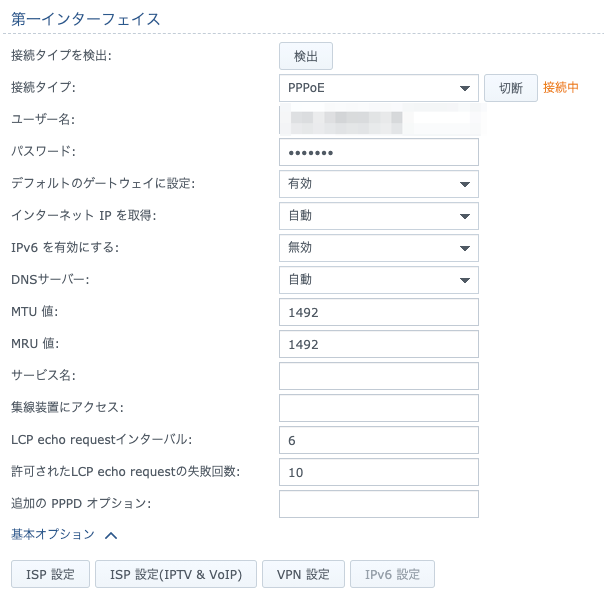 第一インターフェイス
接続タイプを検出: 検出
接続タイプ: PPPoE 切断 接続中
ユーザー名:
パスワード: •••••••
デフォルトのゲートウェイに設定: 有効
インターネット IP を取得: 自動
IPv6 を有効にする: 無効
DNSサーバー: 自動
MTU 値: 1492
MRU 値: 1492
サービス名:
集線装置にアクセス:
LCP echo requestインターバル: 6
許可されたLCP echo requestの失敗回数: 10
追加の PPPD オプション:
基本オプション
ISP 設定 ISP 設定(IPTV & VoIP) VPN 設定 IPv6 設定